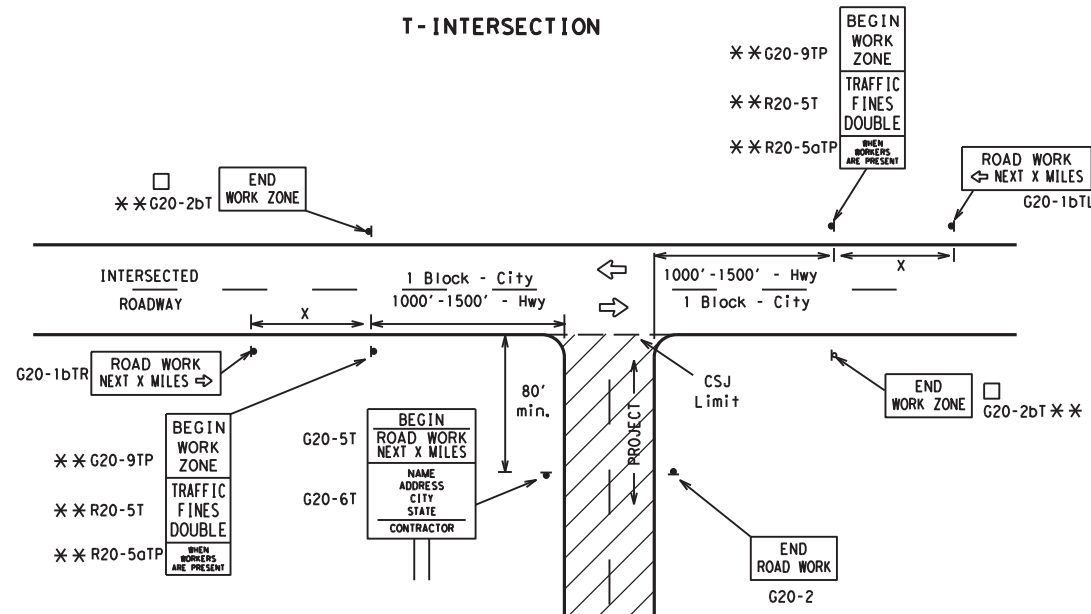 T-INTERSECTION
BEGIN
WORK
ZONE
TRAFFIC
FINES
DOUBLE
WHEN
WORKERS
ARE PRESENT
**G20-9TP
**R20-5T
**R20-5aTP
ROAD WORK
⇦ NEXT X MILES
G20-1bTL
□
**G20-2bT
END
WORK ZONE
INTERSECTED
ROADWAY
1 Block - City
1000'-1500' - Hwy
X
1000'-1500' - Hwy
1 Block - City
X
G20-1bTR
ROAD WORK
NEXT X MILES ⇨
80'
min.
CSJ
Limit
PROJECT
END
WORK ZONE
□
G20-2bT **
**G20-9TP
**R20-5T
**R20-5aTP
BEGIN
WORK
ZONE
TRAFFIC
FINES
DOUBLE
WHEN
WORKERS
ARE PRESENT
G20-5T
G20-6T
BEGIN
ROAD WORK
NEXT X MILES
NAME
ADDRESS
CITY
STATE
CONTRACTOR
END
ROAD WORK
G20-2